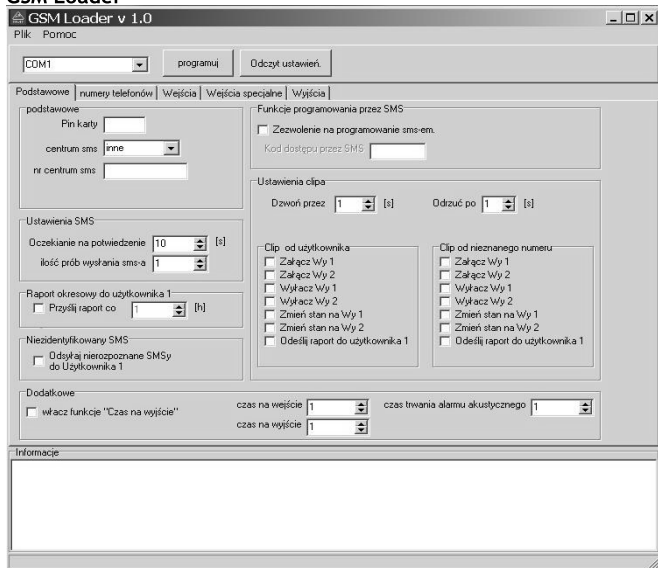 GSM Loader
GSM Loader v 1.0
Plik Pomoc
COM1 programuj Odczyt ustawień.
Podstawowe numery telefonów Wejścia Wejścia specjalne Wyjścia
podstawowe
Pin karty
centrum sms inne
nr centrum sms
Funkcje programowania przez SMS
Zezwolenie na programowanie sms-em.
Kod dostępu przez SMS
Ustawienia clipa
Dzwoń przez 1 [s] Odrzuć po 1 [s]
Ustawienia SMS
Oczekianie na potwiedzenie 10 [s]
ilość prób wysłania sms-a 1
Clip od użytkownika
Załącz Wy 1
Załącz Wy 2
Wyłacz Wy 1
Wyłacz Wy 2
Zmień stan na Wy 1
Zmień stan na Wy 2
Odeślij raport do użytkownika 1
Clip od nieznanego numeru
Załącz Wy 1
Załącz Wy 2
Wyłacz Wy 1
Wyłacz Wy 2
Zmień stan na Wy 1
Zmień stan na Wy 2
Odeślij raport do użytkownika 1
Raport okresowy do użytkownika 1
Przyślij raport co 1 [h]
Niezidentyfikowany SMS
Odsyłaj nierozpoznane SMSy
do Użytkownika 1
Dodatkowe
włacz funkcje "Czas na wyjście"
czas na wejście 1 czas trwania alarmu akustycznego 1
czas na wyjście 1
Informacje